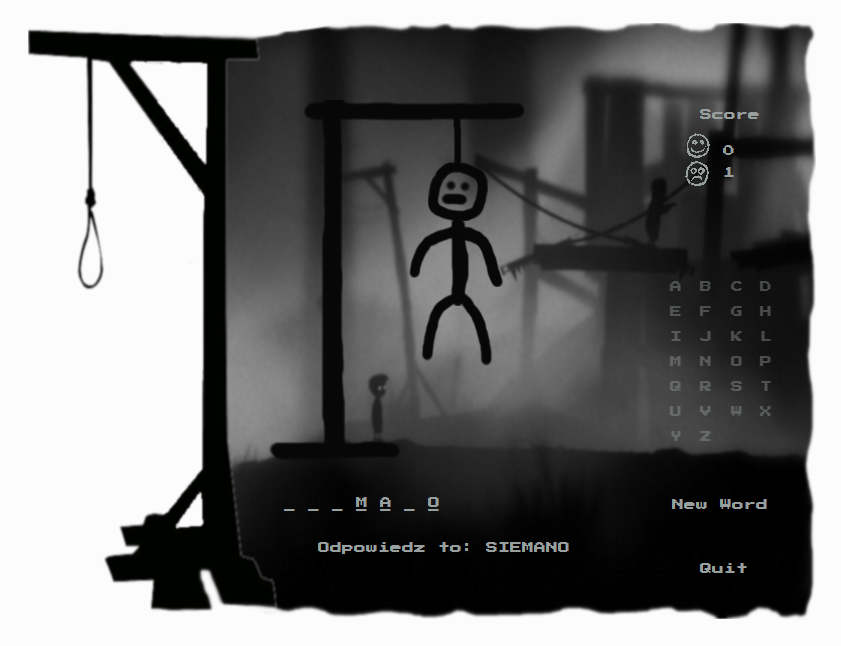 Score
0
1
A B C D
E F G H
I J K L
M N O P
Q R S T
U V W X
Y Z
_ _ _ M A _ O
New Word
Odpowiedz to: SIEMANO
Quit